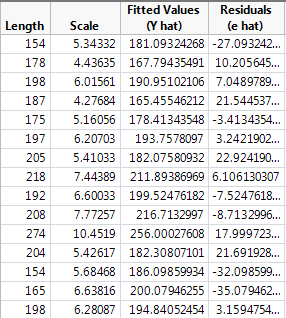 Length Scale Fitted Values (Y hat) Residuals (e hat)
154 5.34332 181.09324268 -27.093242...
178 4.43635 167.79435491 10.205645...
198 6.01561 190.95102106 7.0489789...
187 4.27684 165.45546212 21.544537...
175 5.16056 178.41343548 -3.4134354...
197 6.20703 193.7578097 3.2421902...
205 5.41033 182.07580932 22.924190...
218 7.44389 211.89386969 6.106130307
192 6.60033 199.52476182 -7.5247618...
208 7.77257 216.7132997 -8.7132996...
274 10.4519 256.00027608 17.999723...
204 5.42617 182.30807101 21.691928...
154 5.68468 186.09859934 -32.098599...
165 6.63816 200.07946255 -35.079462...
198 6.28087 194.84052454 3.1594754...